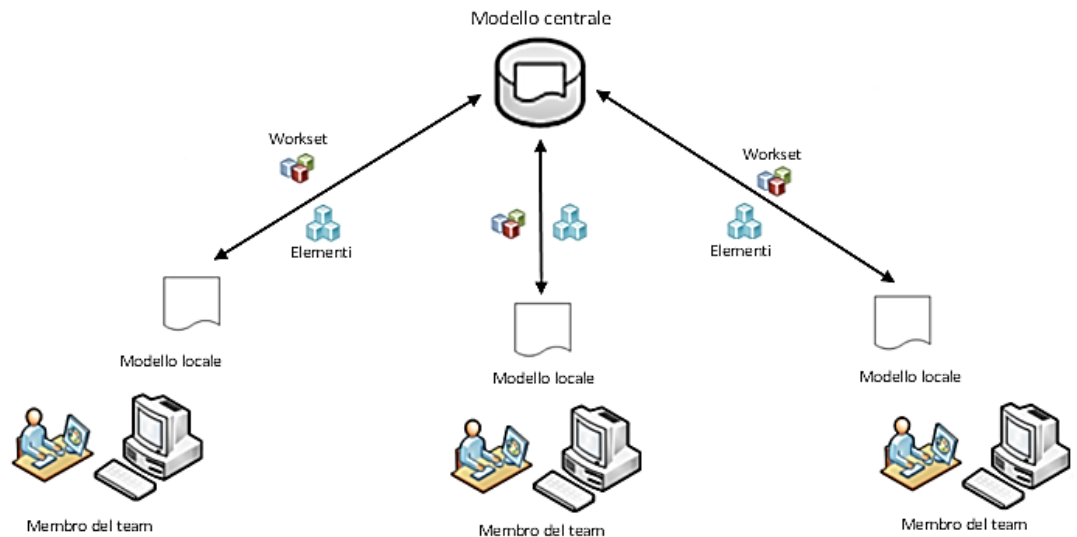 Modello centrale
Workset
Workset
Elementi
Elementi
Modello locale
Modello locale
Modello locale
Membro del team
Membro del team
Membro del team